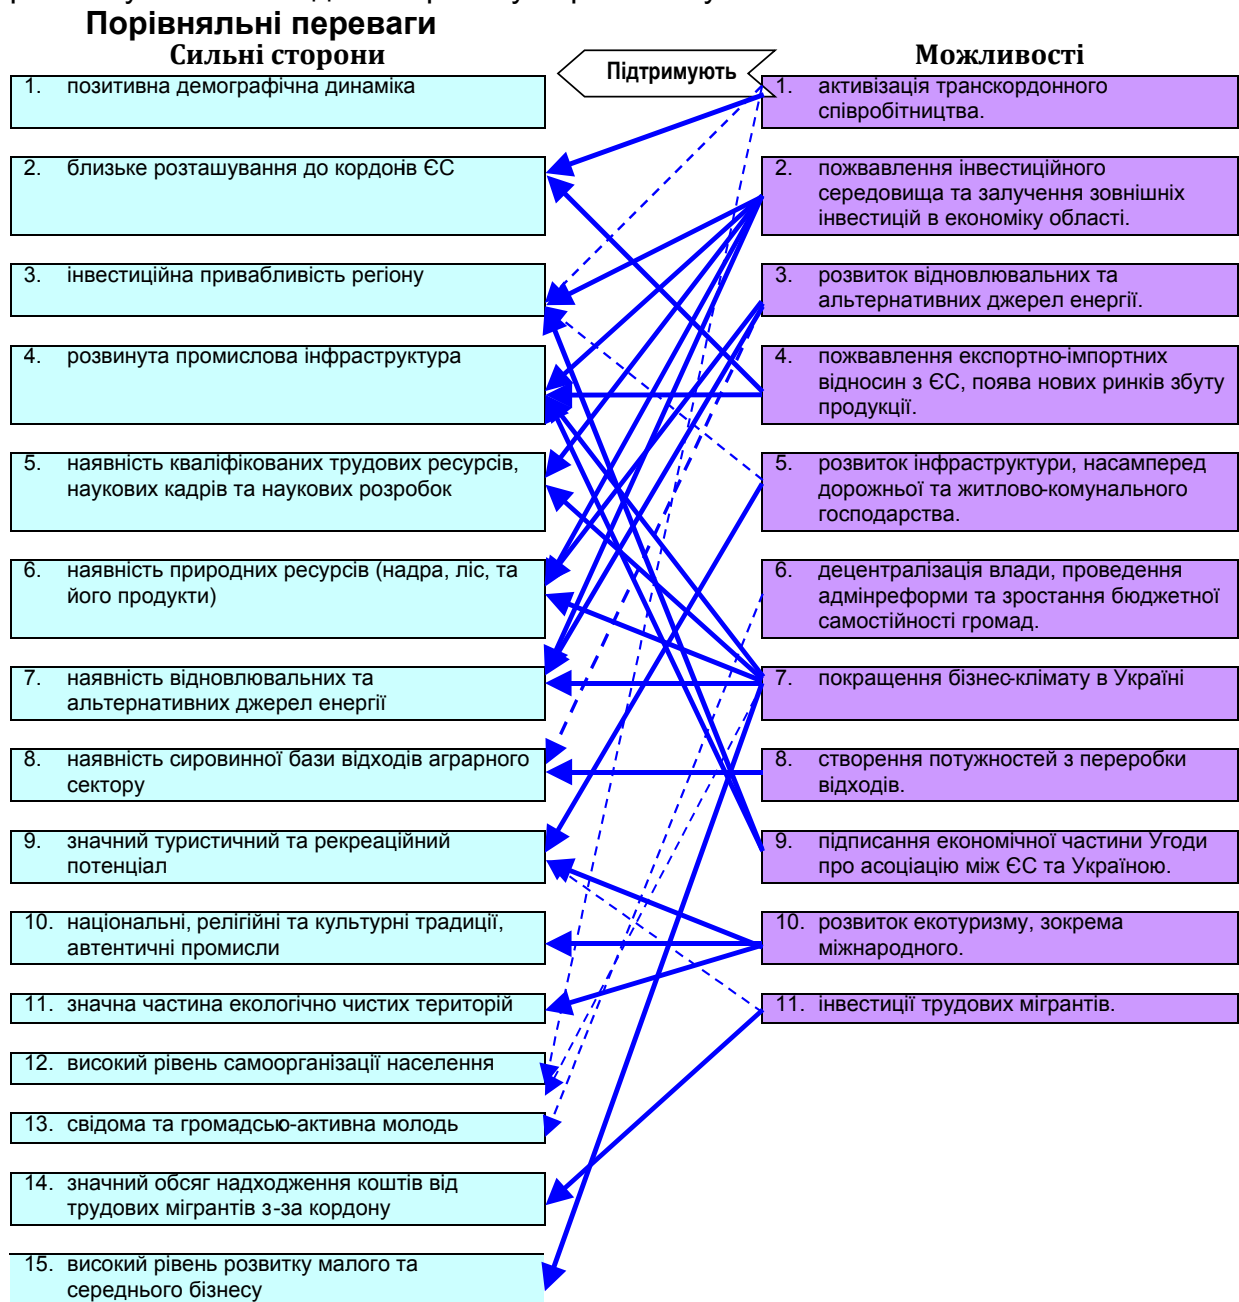 Порівняльні переваги
Сильні сторони
1. позитивна демографічна динаміка
2. близьке розташування до кордонів ЄС
3. інвестиційна привабливість регіону
4. розвинута промислова інфраструктура
5. наявність кваліфікованих трудових ресурсів,
наукових кадрів та наукових розробок
6. наявність природних ресурсів (надра, ліс, та
його продукти)
7. наявність відновлювальних та
альтернативних джерел енергії
8. наявність сировинної бази відходів аграрного
сектору
9. значний туристичний та рекреаційний
потенціал
10. національні, релігійні та культурні традиції,
автентичні промисли
11. значна частина екологічно чистих територій
12. високий рівень самоорганізації населення
13. свідома та громадсью-активна молодь
14. значний обсяг надходження коштів від
трудових мігрантів з-за кордону
15. високий рівень розвитку малого та
середнього бізнесу
Підтримують
Можливості
1. активізація транскордонного
співробітництва.
2. пожвавлення інвестиційного
середовища та залучення зовнішніх
інвестицій в економіку області.
3. розвиток відновлювальних та
альтернативних джерел енергії.
4. пожвавлення експортно-імпортних
відносин з ЄС, поява нових ринків збуту
продукції.
5. розвиток інфраструктури, насамперед
дорожньої та житлово-комунального
господарства.
6. децентралізація влади, проведення
адмінреформи та зростання бюджетної
самостійності громад.
7. покращення бізнес-клімату в Україні
8. створення потужностей з переробки
відходів.
9. підписання економічної частини Угоди
про асоціацію між ЄС та Україною.
10. розвиток екотуризму, зокрема
міжнародного.
11. інвестиції трудових мігрантів.